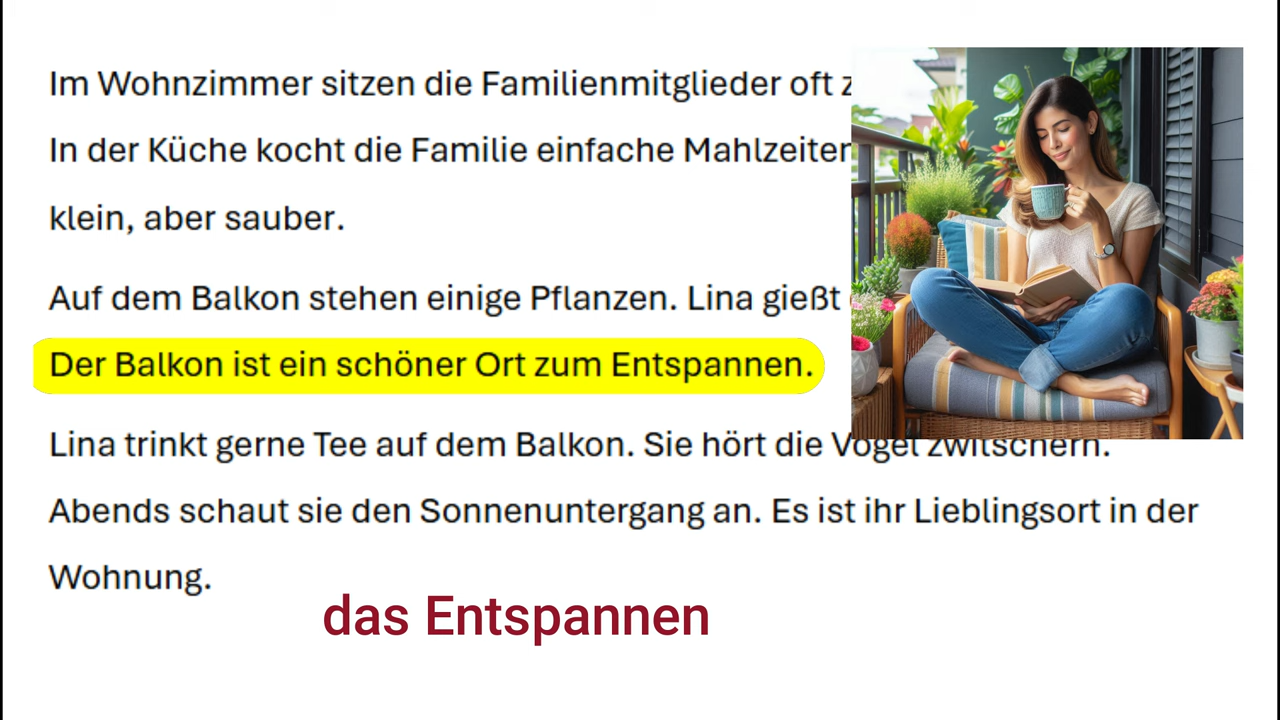 Im Wohnzimmer sitzen die Familienmitglieder oft
In der Küche kocht die Familie einfache Mahlzeiten
klein, aber sauber.
Auf dem Balkon stehen einige Pflanzen. Lina gießt
Der Balkon ist ein schöner Ort zum Entspannen.
Lina trinkt gerne Tee auf dem Balkon. Sie hört die Vögel zwitschern.
Abends schaut sie den Sonnenuntergang an. Es ist ihr Lieblingsort in der
Wohnung.
das Entspannen